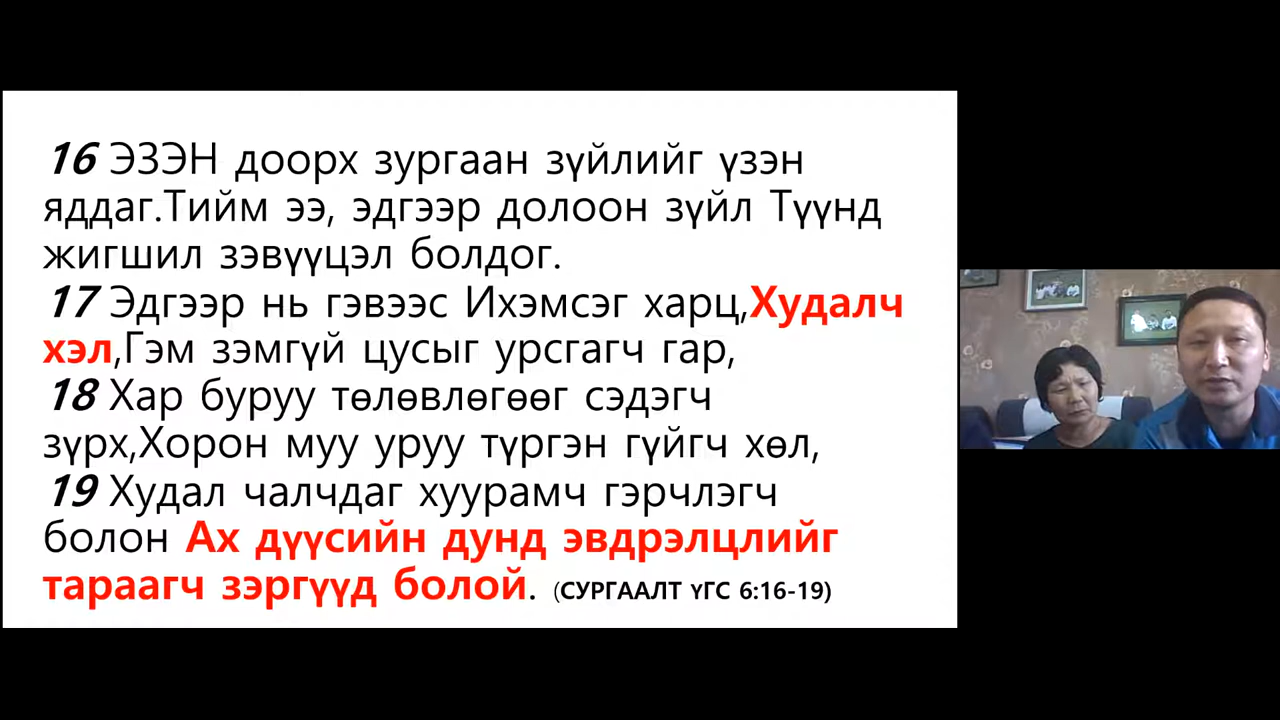 16 ЭЗЭН доорх зургаан зүйлийг үзэн
яддаг.Тийм ээ, эдгээр долоон зүйл Түүнд
жигшил зэвүүцэл болдог.
17 Эдгээр нь гэвээс Ихэмсэг харц,Худалч
хэл,Гэм зэмгүй цусыг урсгагч гар,
18 Хар буруу төлөвлөгөөг сэдэгч
зүрх,Хорон муу уруу түргэн гүйгч хөл,
19 Худал чалчдаг хуурамч гэрчлэгч
болон Ах дүүсийн дунд эвдрэлцлийг
тараагч зэргүүд болой. (СУРГААЛТ ҮГС 6:16-19)